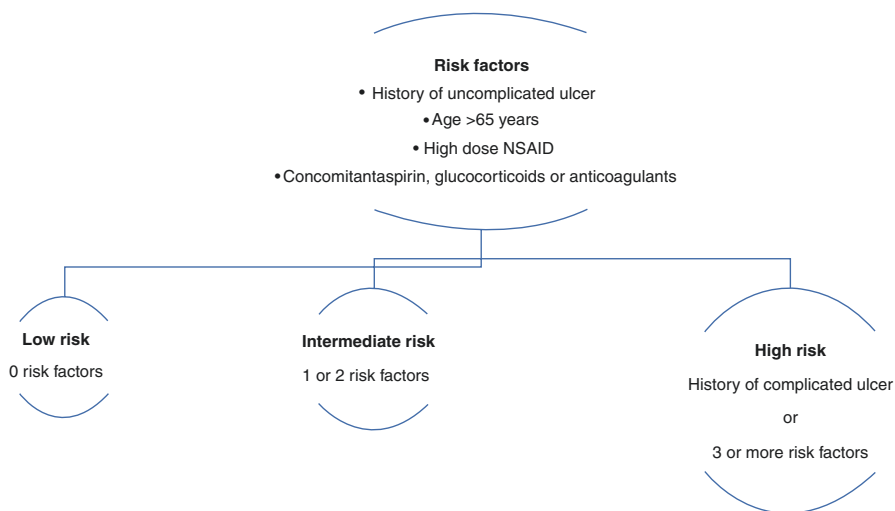 Risk factors
• History of uncomplicated ulcer
•Age >65 years
• High dose NSAID
•Concomitantaspirin, glucocorticoids or anticoagulants
Low risk
0 risk factors
Intermediate risk
1 or 2 risk factors
High risk
History of complicated ulcer
or
3 or more risk factors